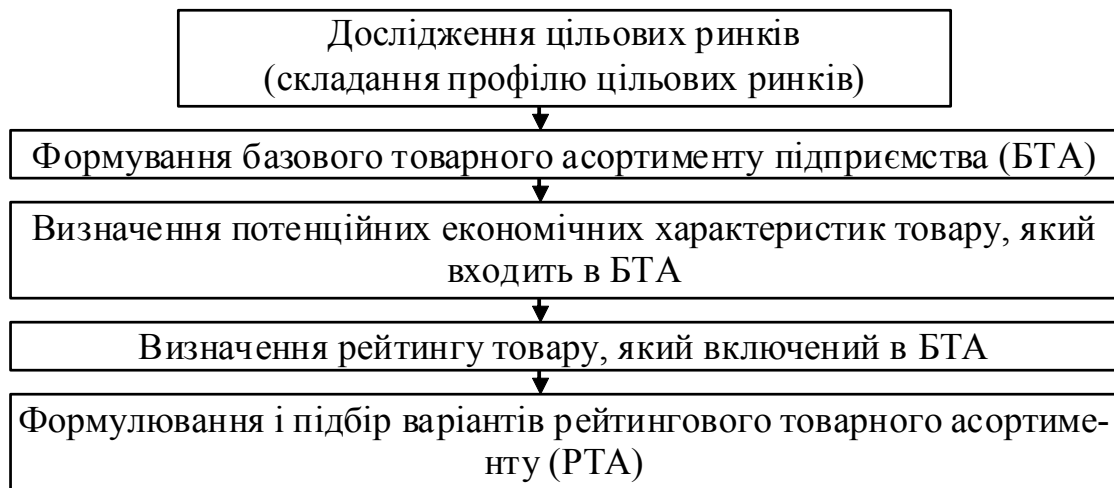 Дослідження цільових ринків
(складання профілю цільових ринків)
Формування базового товарного асортименту підприємства (БТА)
Визначення потенційних економічних характеристик товару, який
входить в БТА
Визначення рейтингу товару, який включений в БТА
Формулювання і підбір варіантів рейтингового товарного асортиме-
нту (РТА)